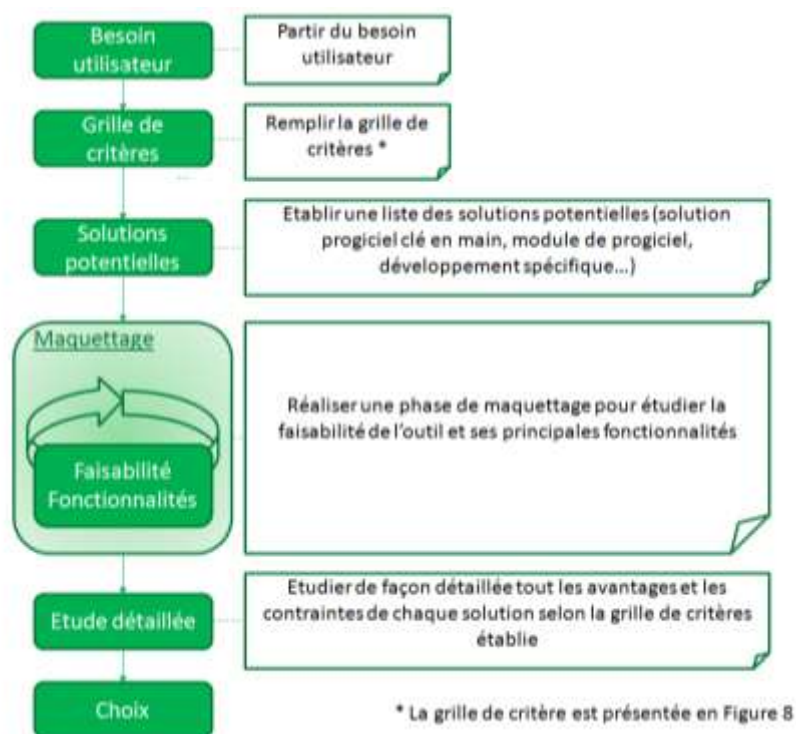 Besoin
utilisateur
Partir du besoin
utilisateur
Grille de
critères
Remplir la grille de
critères *
Solutions
potentielles
Etablir une liste des solutions potentielles (solution
progiciel clé en main, module de progiciel,
développement spécifique...)
Maquettage
Faisabilité
Fonctionnalités
Réaliser une phase de maquettage pour étudier la
faisabilité de l'outil et ses principales fonctionnalités
Etude détaillée
Etudier de façon détaillée tout les avantages et les
contraintes de chaque solution selon la grille de critères
établie
Choix
* La grille de critère est présentée en Figure 8